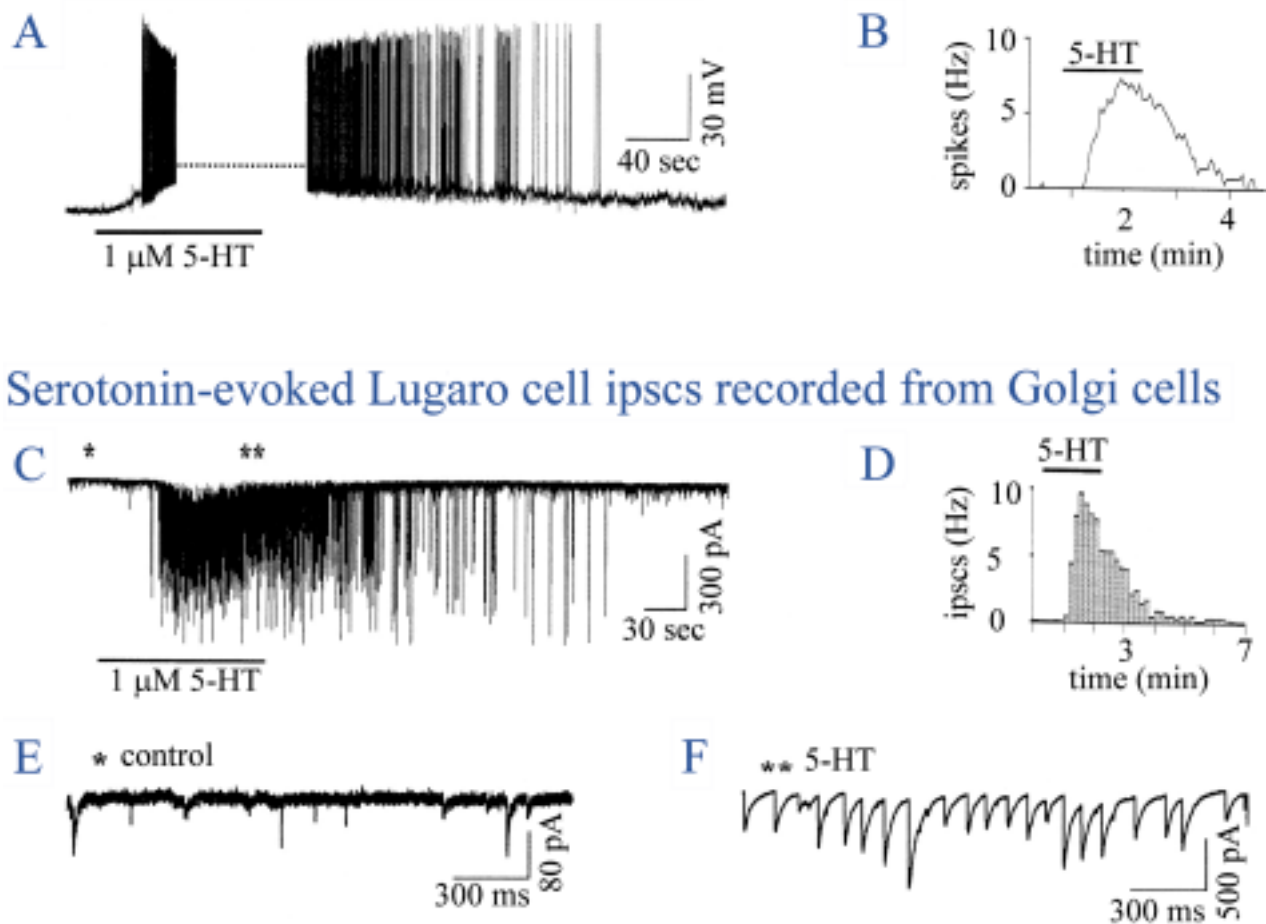 A
30 mV
40 sec
1 μM 5-HT
B
10
5-HT
5
0
spikes (Hz)
2
4
time (min)
Serotonin-evoked Lugaro cell ipscs recorded from Golgi cells
C
*
**
300 pA
30 sec
1 μM 5-HT
D
5-HT
10
5
0
ipscs (Hz)
3
7
time (min)
E
* control
80 pA
300 ms
F
** 5-HT
500 pA
300 ms